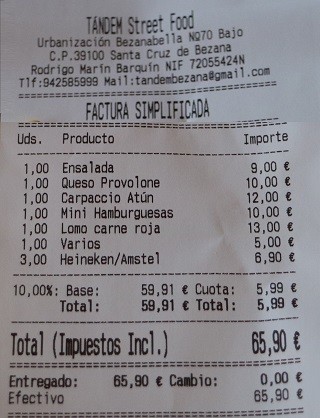 TÁNDEM Street Food
Urbanización Bezanabella Nº70 Bajo
C.P.39100 Santa Cruz de Bezana
Rodrigo Marín Barquín NIF 72055424N
Tlf:942585999 Mail:tandembezana@gmail.com
FACTURA SIMPLIFICADA
Uds. Producto Importe
1,00 Ensalada 9,00 €
1,00 Queso Provolone 10,00 €
1,00 Carpaccio Atún 12,00 €
1,00 Mini Hamburguesas 10,00 €
1,00 Lomo carne roja 13,00 €
1,00 Varios 5,00 €
3,00 Heineken/Amstel 6,90 €
10,00%: Base: 59,91 € Cuota: 5,99 €
Total: 59,91 € Total: 5,99 €
Total (Impuestos Incl.) 65,90 €
Entregado: 65,90 € Cambio: 0,00 €
Efectivo 65,90 €